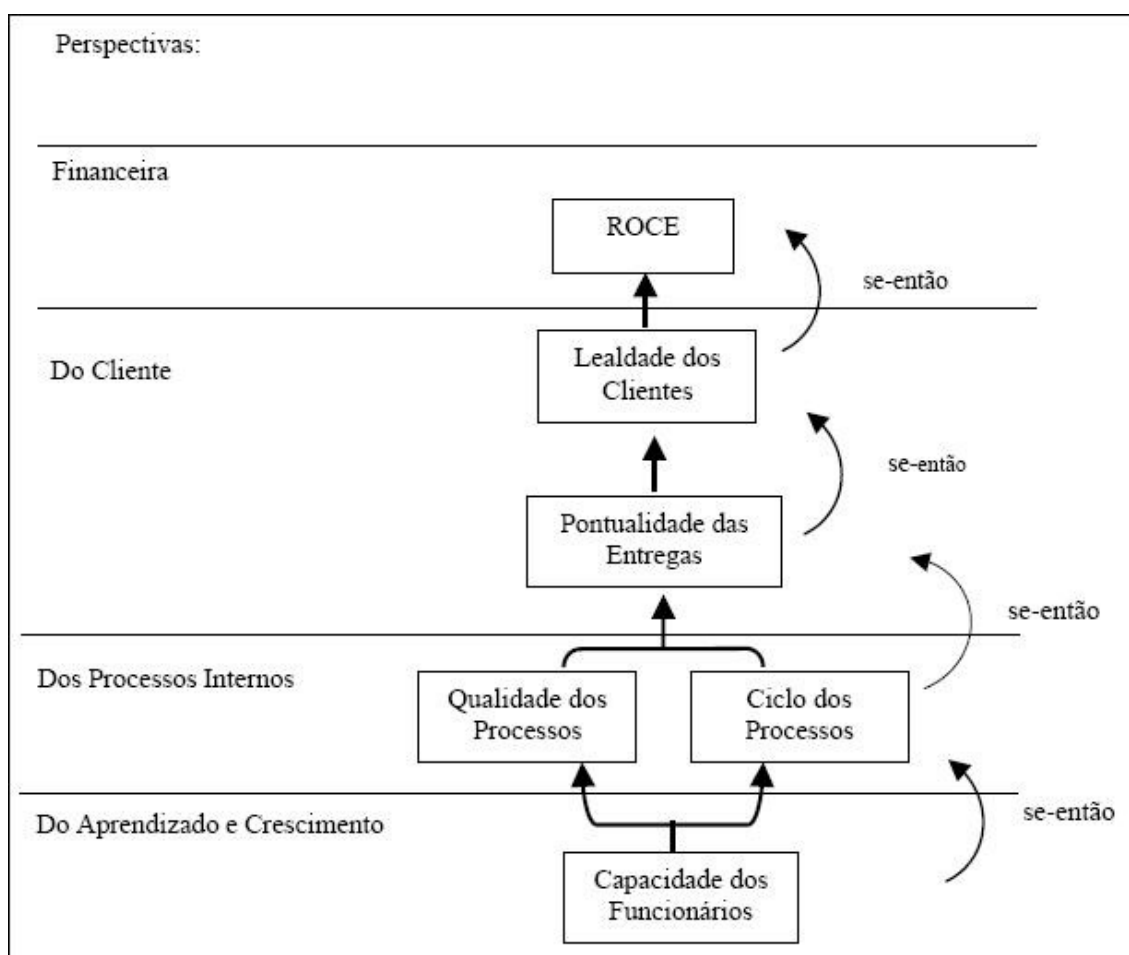 Perspectivas:
Financeira
ROCE
se-então
Do Cliente
Lealdade dos
Clientes
se-então
Pontualidade das
Entregas
se-então
Dos Processos Internos
Qualidade dos
Processos
Ciclo dos
Processos
se-então
Do Aprendizado e Crescimento
Capacidade dos
Funcionários